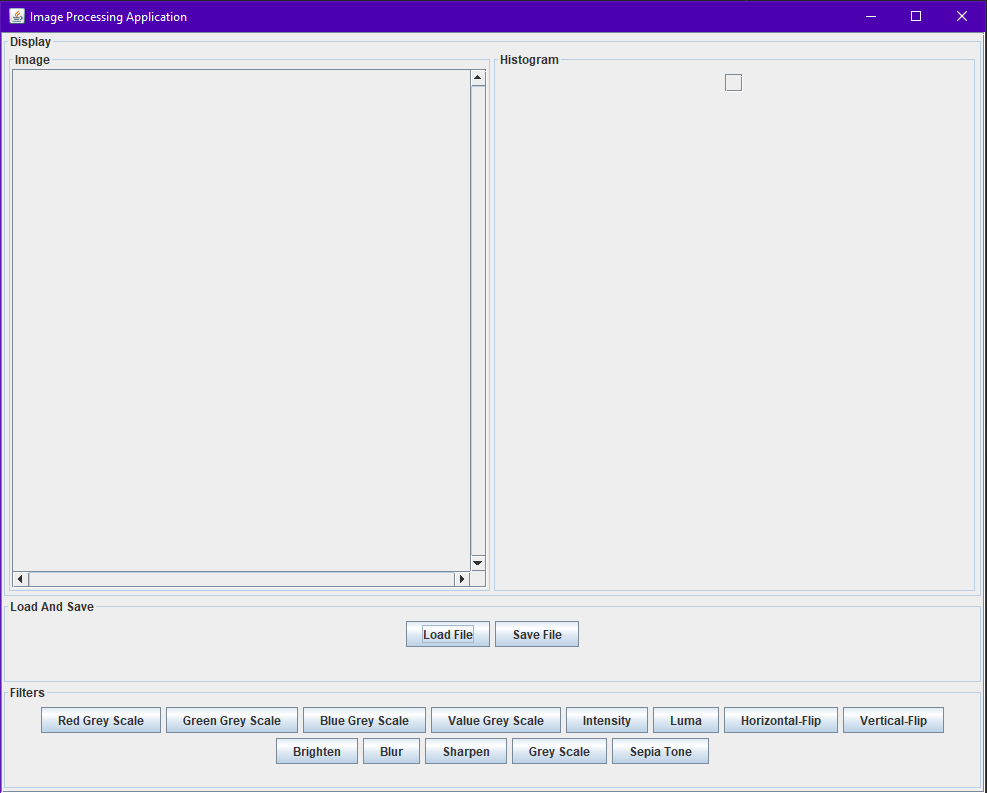 Image Processing Application
Display
Image
Histogram
Load And Save
Load File Save File
Filters
Red Grey Scale Green Grey Scale Blue Grey Scale Value Grey Scale Intensity Luma Horizontal-Flip Vertical-Flip
Brighten Blur Sharpen Grey Scale Sepia Tone